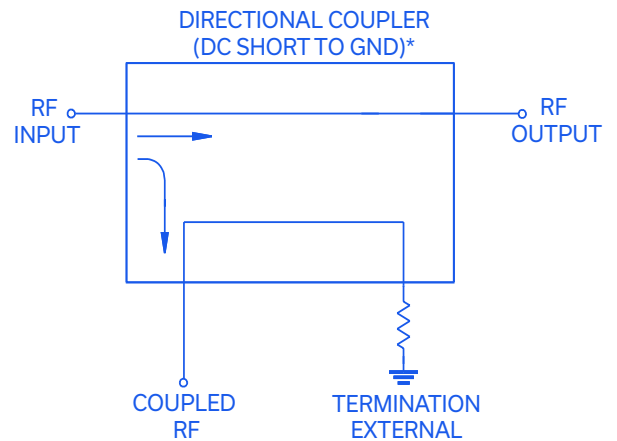 DIRECTIONAL COUPLER
(DC SHORT TO GND)*
RF
INPUT
RF
OUTPUT
COUPLED
RF
TERMINATION
EXTERNAL